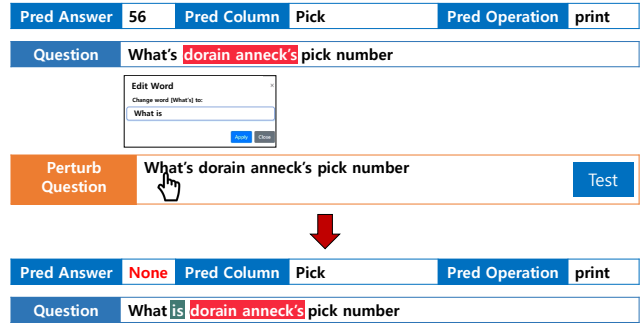 Pred Answer 56 Pred Column Pick Pred Operation print
Question What's dorain anneck's pick number
Edit Word ×
Change word [What's] to:
What is
Apply Close
Perturb Question What's dorain anneck's pick number Test
Pred Answer None Pred Column Pick Pred Operation print
Question What is dorain anneck's pick number